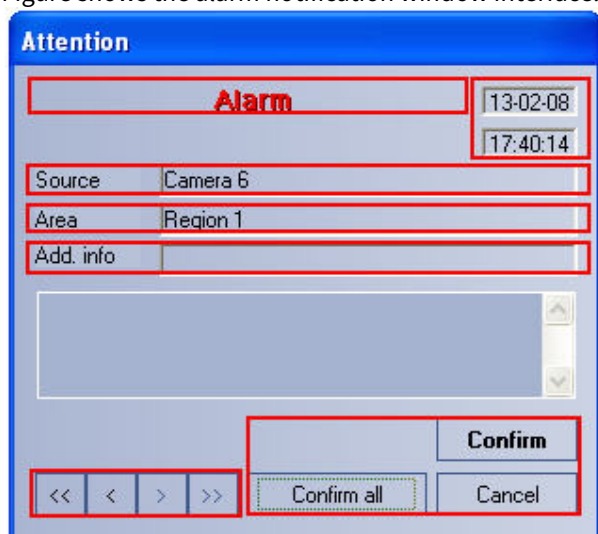 Figure shows the alarm notification window interface.
Attention
Alarm
13-02-08
17:40:14
Source Camera 6
Area Region 1
Add. info
Confirm
<< < > >> Confirm all Cancel